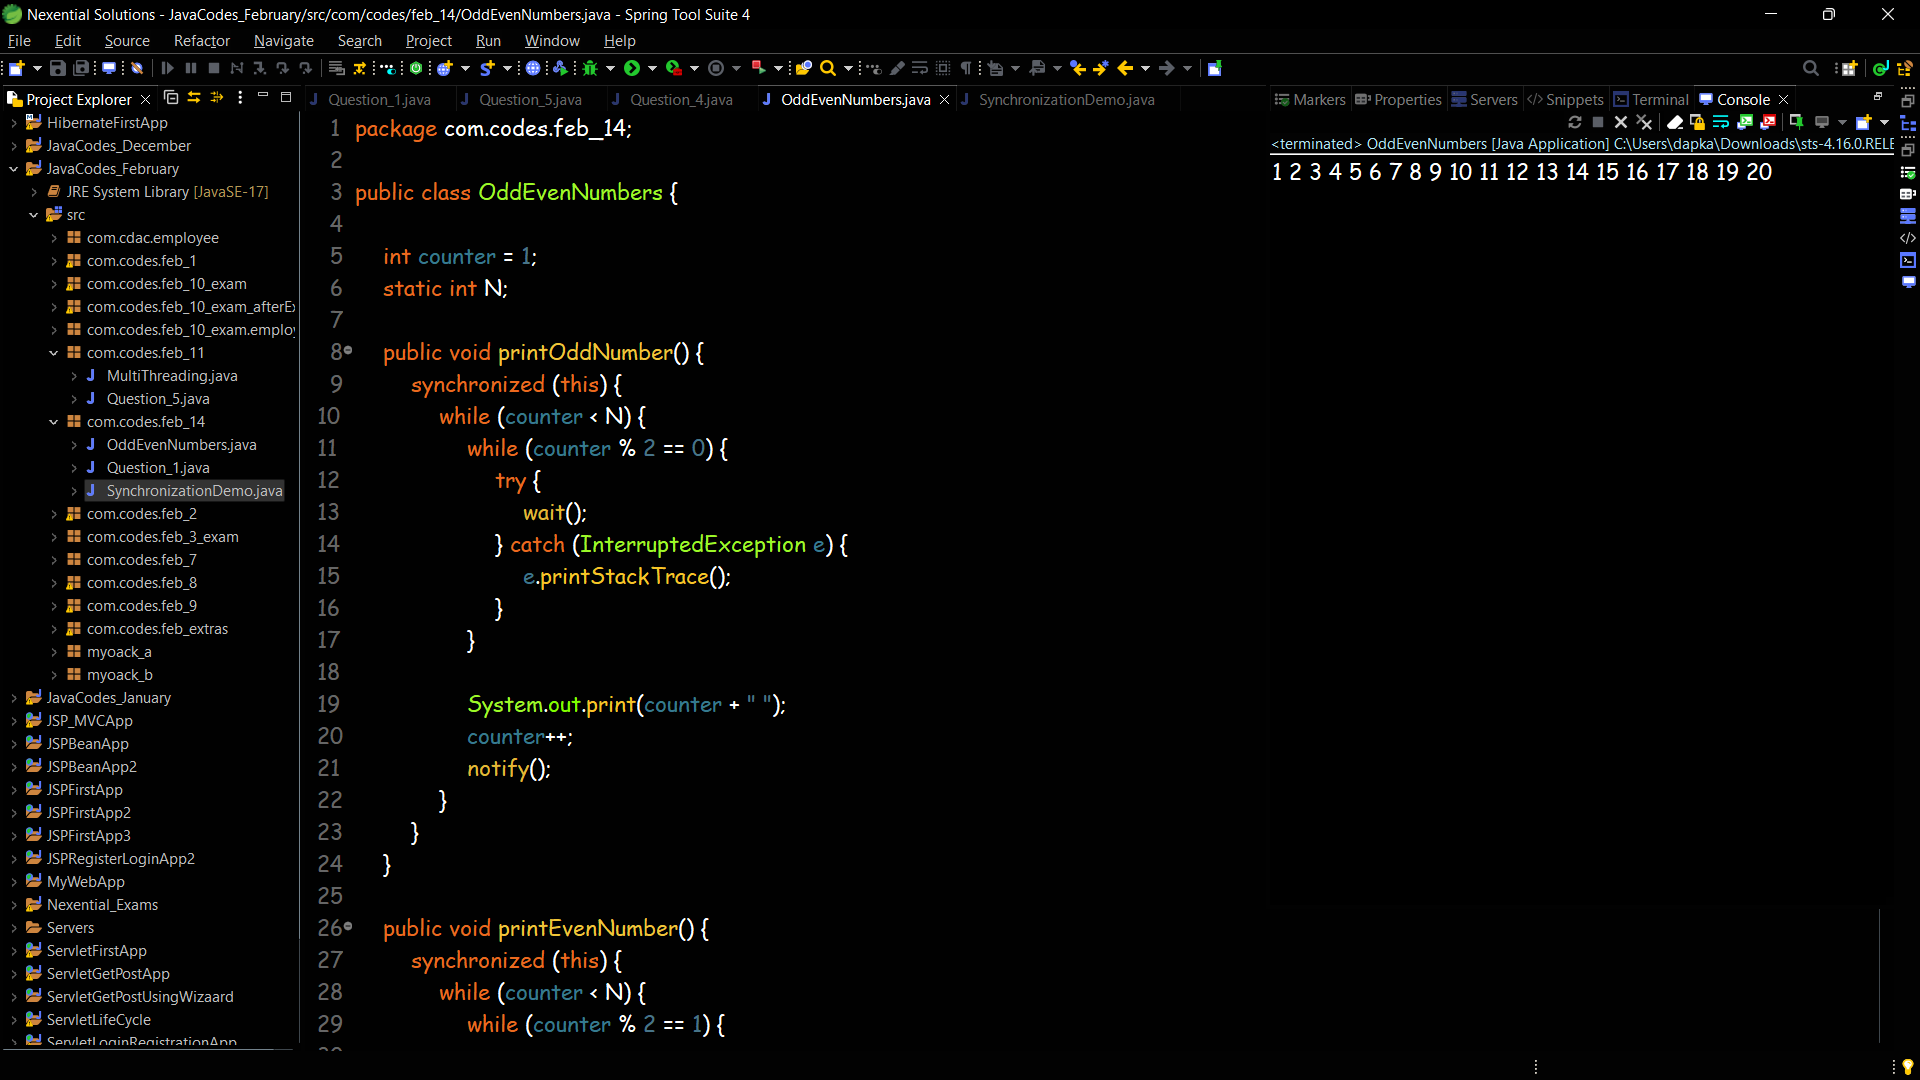 Nexential Solutions - JavaCodes_February/src/com/codes/feb_14/OddEvenNumbers.java - Spring Tool Suite 4
File Edit Source Refactor Navigate Search Project Run Window Help
Project Explorer
HibernateFirstApp
JavaCodes_December
JavaCodes_February
JRE System Library [JavaSE-17]
src
com.cdac.employee
com.codes.feb_1
com.codes.feb_10_exam
com.codes.feb_10_exam_afterEx
com.codes.feb_10_exam.emplo
com.codes.feb_11
MultiThreading.java
Question_5.java
com.codes.feb_14
OddEvenNumbers.java
Question_1.java
SynchronizationDemo.java
com.codes.feb_2
com.codes.feb_3_exam
com.codes.feb_7
com.codes.feb_8
com.codes.feb_9
com.codes.feb_extras
myoack_a
myoack_b
JavaCodes_January
JSP_MVCApp
JSPBeanApp
JSPBeanApp2
JSPFirstApp
JSPFirstApp2
JSPFirstApp3
JSPRegisterLoginApp2
MyWebApp
Nexential_Exams
Servers
ServletFirstApp
ServletGetPostApp
ServletGetPostUsingWizaard
ServletLifeCycle
ServletLoginRegistrationApp
Question_1.java Question_5.java Question_4.java OddEvenNumbers.java SynchronizationDemo.java
1 package com.codes.feb_14;
2
3 public class OddEvenNumbers {
4
5 int counter = 1;
6 static int N;
7
8 public void printOddNumber() {
9 synchronized (this) {
10 while (counter < N) {
11 while (counter % 2 == 0) {
12 try {
13 wait();
14 } catch (InterruptedException e) {
15 e.printStackTrace();
16 }
17 }
18
19 System.out.print(counter + " ");
20 counter++;
21 notify();
22 }
23 }
24 }
25
26 public void printEvenNumber() {
27 synchronized (this) {
28 while (counter < N) {
29 while (counter % 2 == 1) {
Markers Properties Servers Snippets Terminal Console
<terminated> OddEvenNumbers [Java Application] C:\Users\dapka\Downloads\sts-4.16.0.RELE
1 2 3 4 5 6 7 8 9 10 11 12 13 14 15 16 17 18 19 20